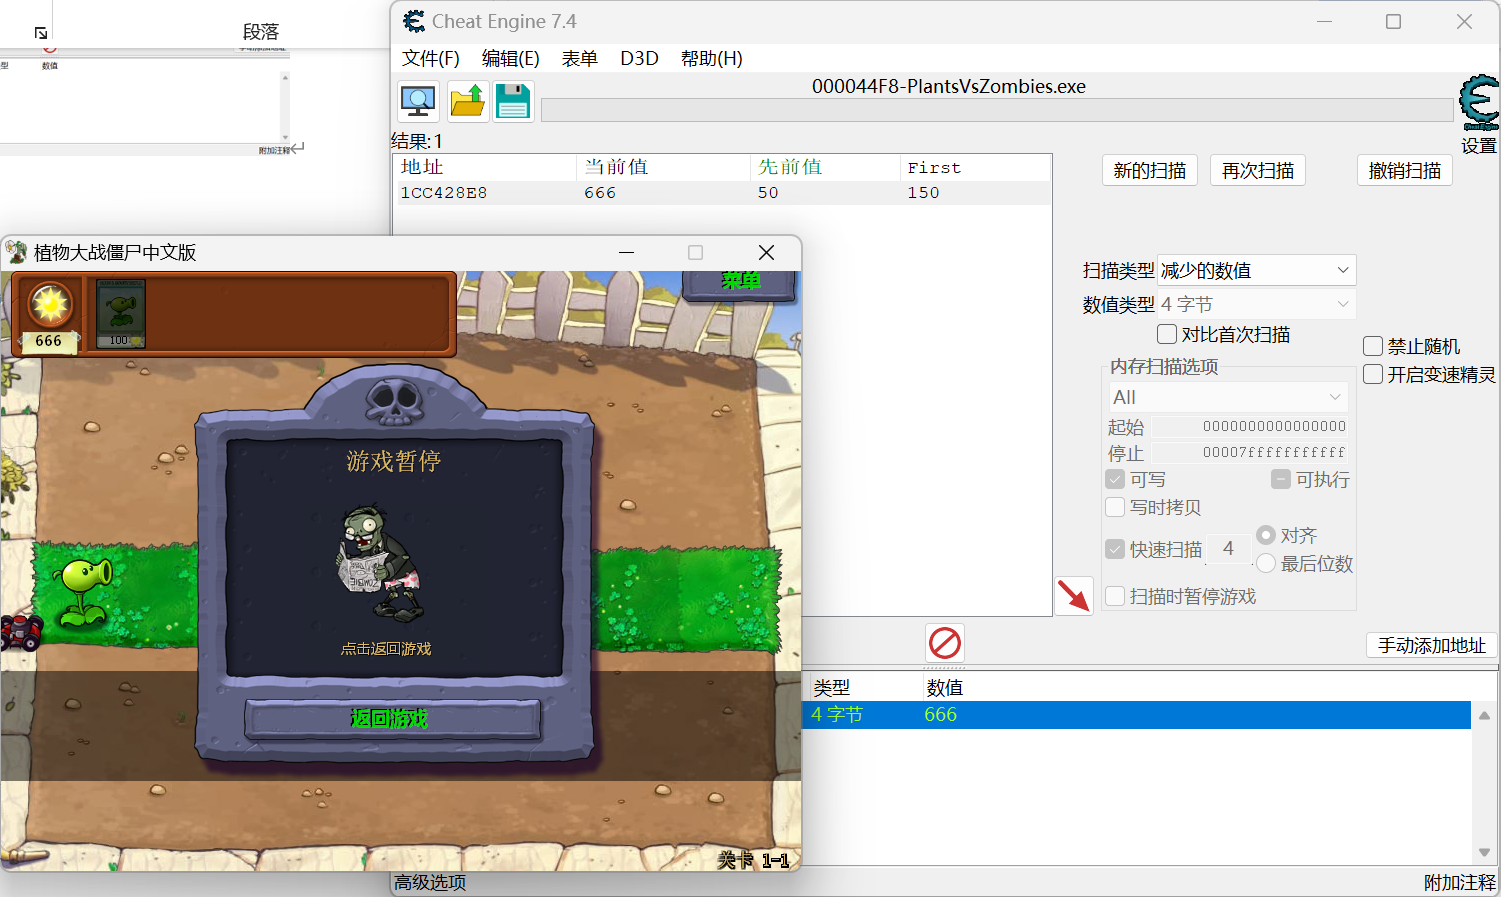 段落
型
数值
附加注释
Cheat Engine 7.4
文件(F) 编辑(E) 表单 D3D 帮助(H)
000044F8-PlantsVsZombies.exe
设置
结果:1
地址 当前值 先前值 First
1CC428E8 666 50 150
新的扫描 再次扫描 撤销扫描
扫描类型 减少的数值
数值类型 4 字节
对比首次扫描
禁止随机
开启变速精灵
内存扫描选项
All
起始 0000000000000000
停止 00007fffffffffff
可写 可执行
写时拷贝
快速扫描 4 对齐
最后位数
扫描时暂停游戏
手动添加地址
类型 数值
4 字节 666
高级选项 附加注释
植物大战僵尸中文版
菜单
666
100
游戏暂停
点击返回游戏
返回游戏
关卡 1-1